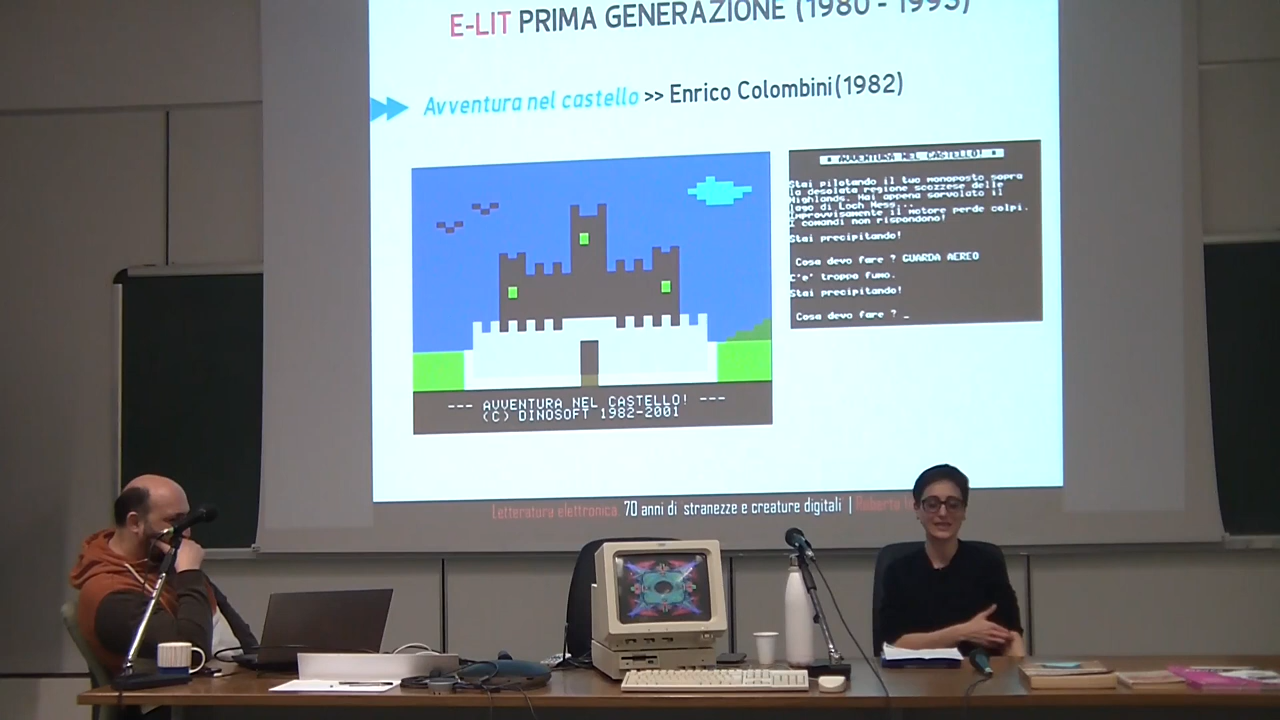 E-LIT PRIMA GENERAZIONE (1980 - 1995)
Avventura nel castello >> Enrico Colombini (1982)
--- AVVENTURA NEL CASTELLO! ---
(C) DINOSOFT 1982-2001
* AVVENTURA NEL CASTELLO! *
Stai pilotando il tuo monoposto sopra
la desolata regione scozzese delle
Highlands. Hai appena sorvolato il
lago di Loch Ness...
Improvvisamente il motore perde colpi.
I comandi non rispondono!
Stai precipitando!
Cosa devo fare ? GUARDA AEREO
C'e' troppo fumo.
Stai precipitando!
Cosa devo fare ? _
Letteratura elettronica 70 anni di stranezze e creature digitali | Roberta